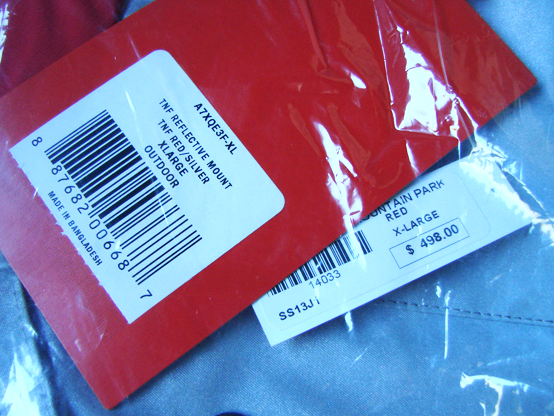 A7XQE3F-XL
TNF REFLECTIVE MOUNT
TNF RED/SILVER
XLARGE
OUTDOOR
8 87682 00668 7
MADE IN BANGLADESH
OUNTAIN PARK
RED
X-LARGE
$ 498.00
14033
SS13J